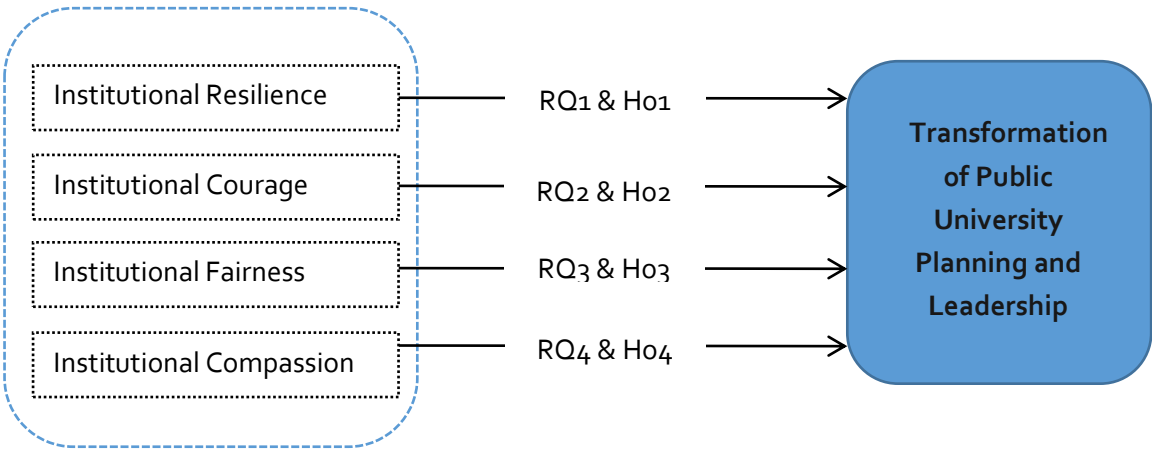 Institutional Resilience
RQ1 & Ho1
Institutional Courage
RQ2 & Ho2
Institutional Fairness
RQ3 & Ho3
Institutional Compassion
RQ4 & Ho4
Transformation
of Public
University
Planning and
Leadership